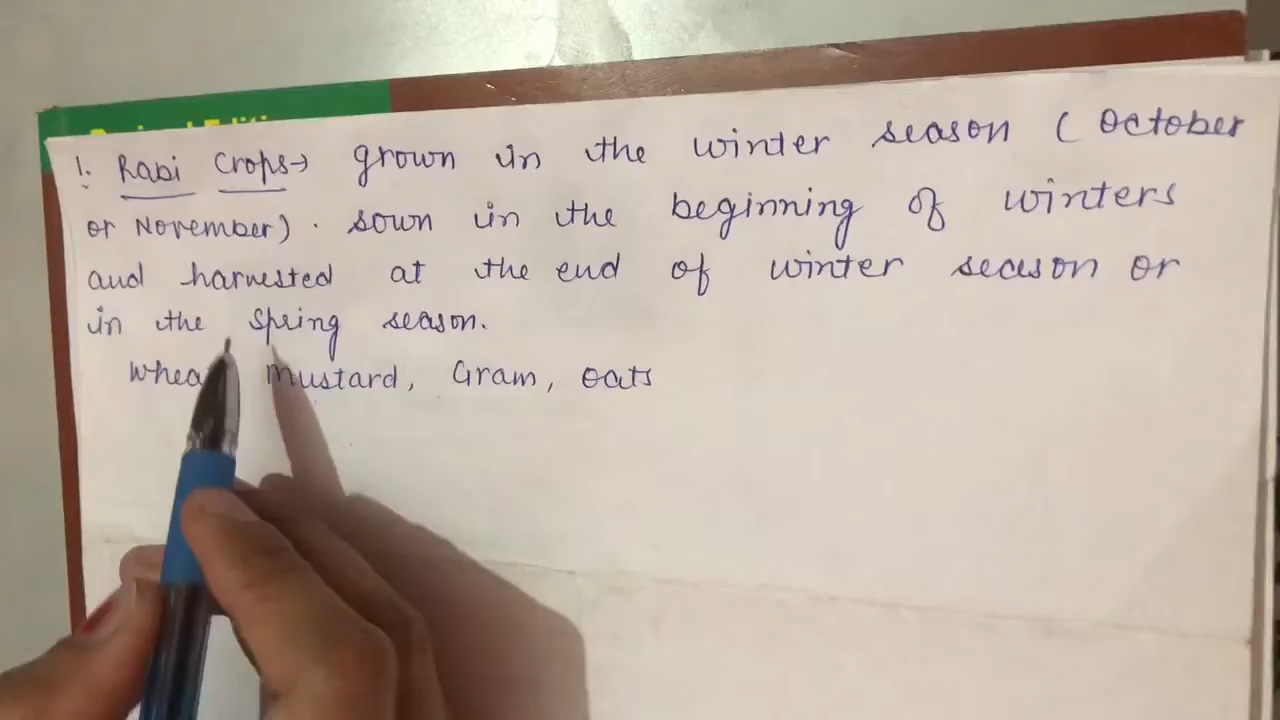 1. Rabi Crops→ grown in the winter season (October
or November). sown in the beginning of winters
and harvested at the end of winter season or
in the spring season.
mustard, Gram, oats